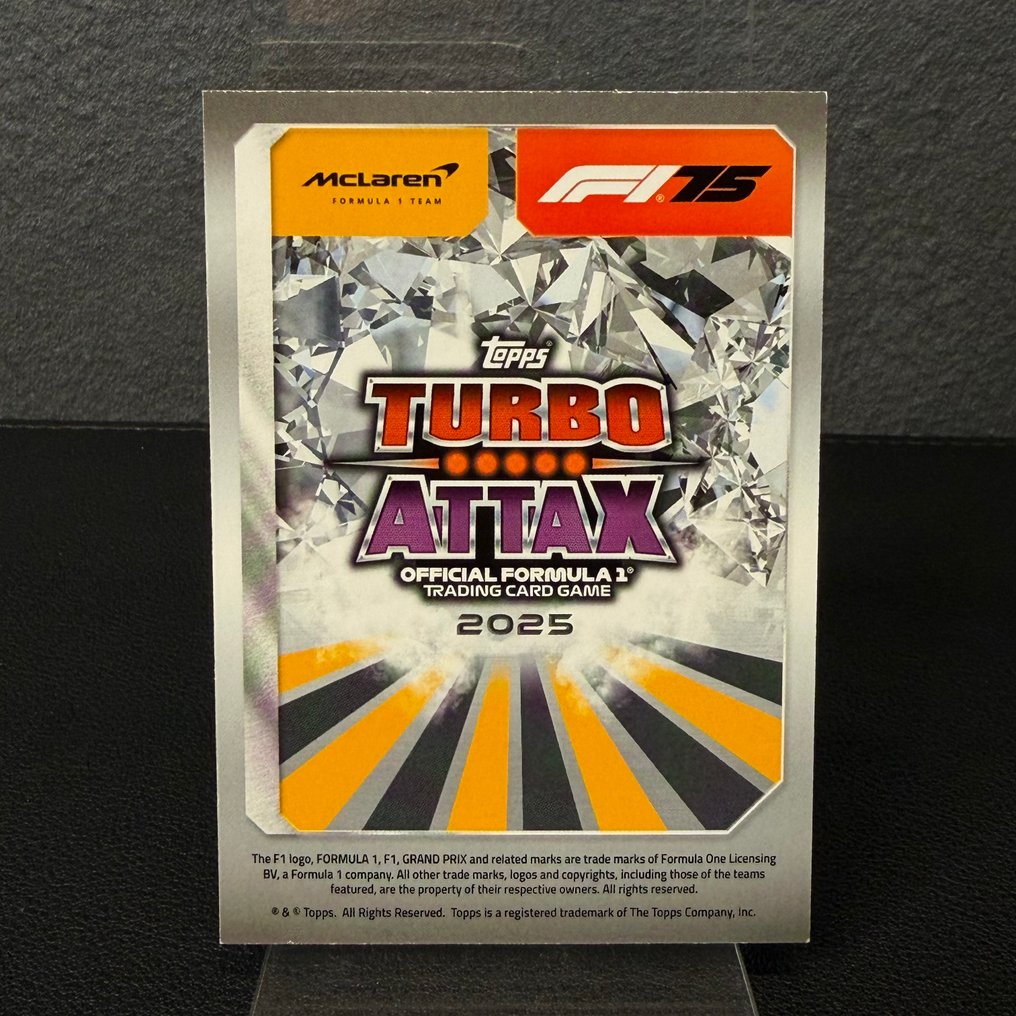 McLaren
FORMULA 1 TEAM
F1® 75
Topps®
TURBO
ATTAX
OFFICIAL FORMULA 1®
TRADING CARD GAME
2025
The F1 logo, FORMULA 1, F1, GRAND PRIX and related marks are trade marks of Formula One Licensing
BV, a Formula 1 company. All other trade marks, logos and copyrights, including those of the teams
featured, are the property of their respective owners. All rights reserved.
® & © Topps. All Rights Reserved. Topps is a registered trademark of The Topps Company, Inc.